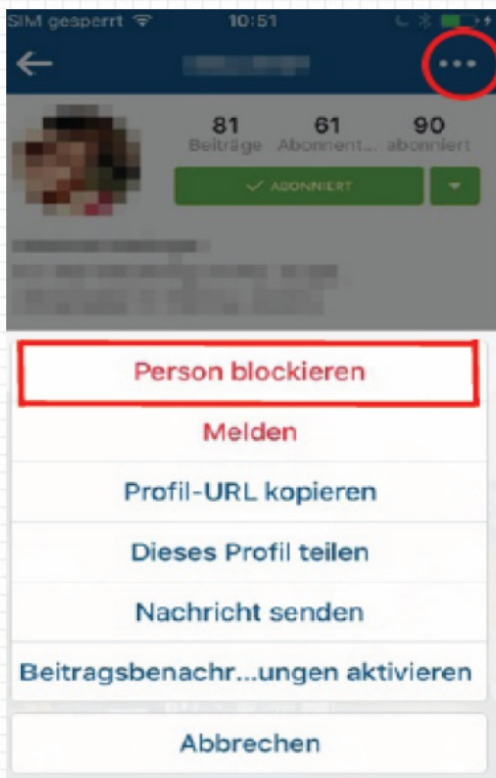 SIM gesperrt 10:51
81 61 90
Beiträge Abonnent... abonniert
✓ ABONNIERT
Person blockieren
Melden
Profil-URL kopieren
Dieses Profil teilen
Nachricht senden
Beitragsbenachr...ungen aktivieren
Abbrechen